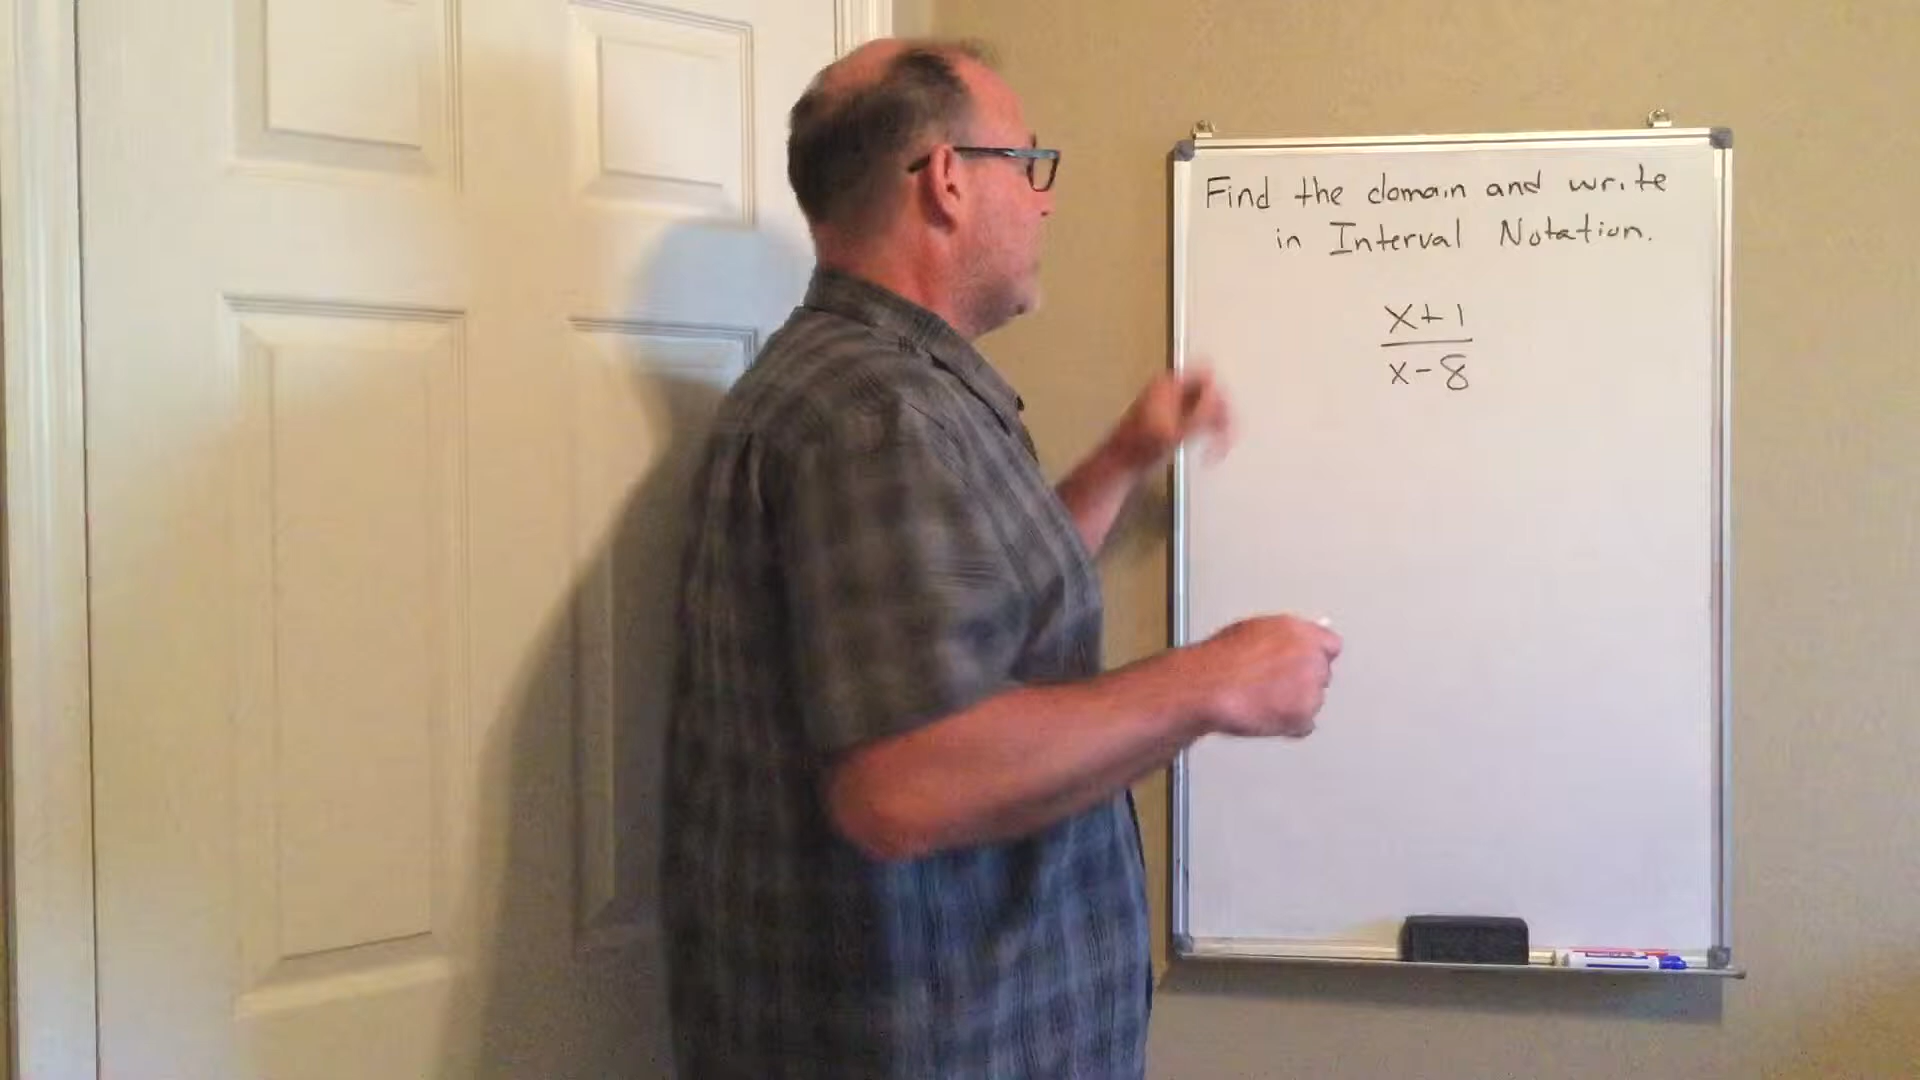 Find the domain and write
in Interval Notation.
x+1
x-8